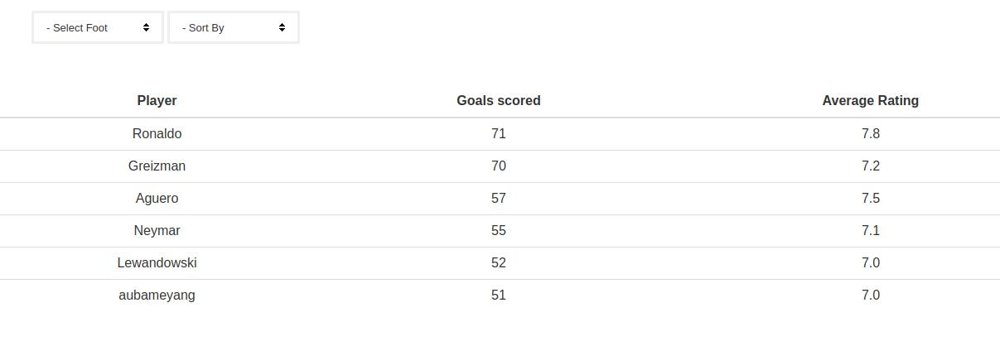 - Select Foot - Sort By
Player Goals scored Average Rating
Ronaldo 71 7.8
Greizman 70 7.2
Aguero 57 7.5
Neymar 55 7.1
Lewandowski 52 7.0
aubameyang 51 7.0